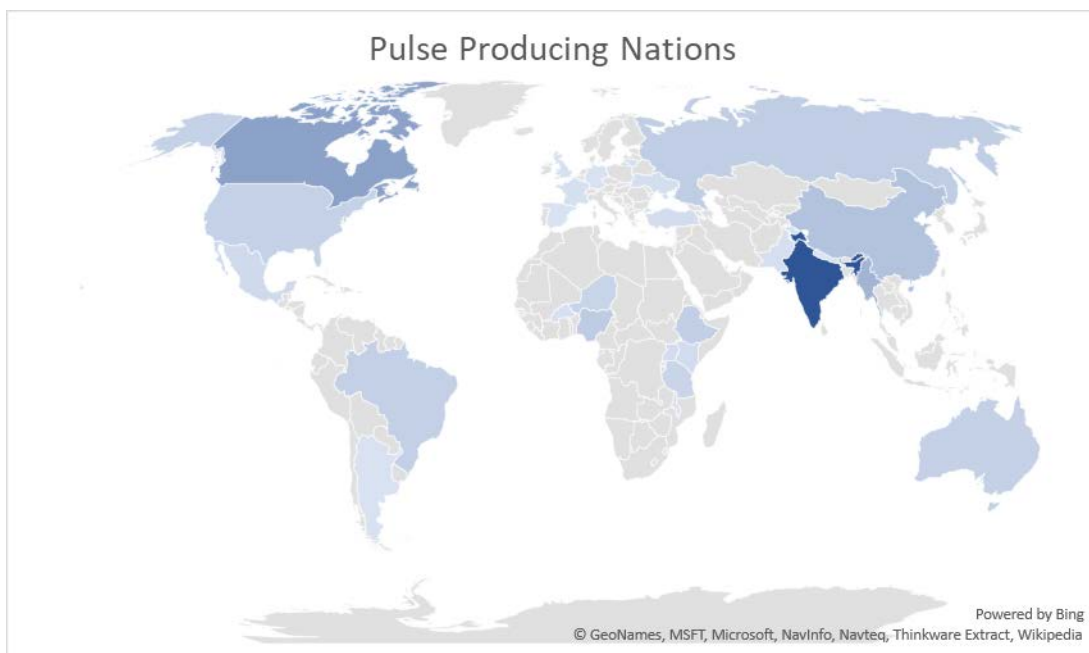 Pulse Producing Nations
Powered by Bing
© GeoNames, MSFT, Microsoft, NavInfo, Navteq, Thinkware Extract, Wikipedia